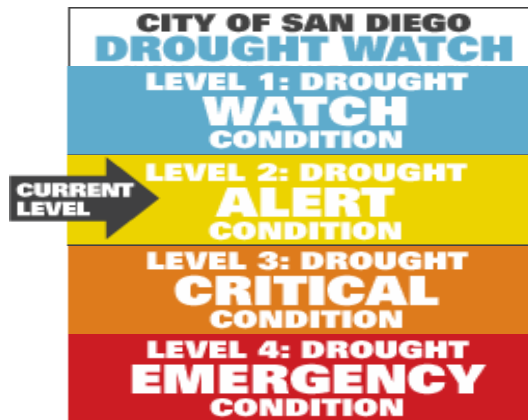 CITY OF SAN DIEGO
DROUGHT WATCH
LEVEL 1: DROUGHT
WATCH
CONDITION
CURRENT
LEVEL
LEVEL 2: DROUGHT
ALERT
CONDITION
LEVEL 3: DROUGHT
CRITICAL
CONDITION
LEVEL 4: DROUGHT
EMERGENCY
CONDITION